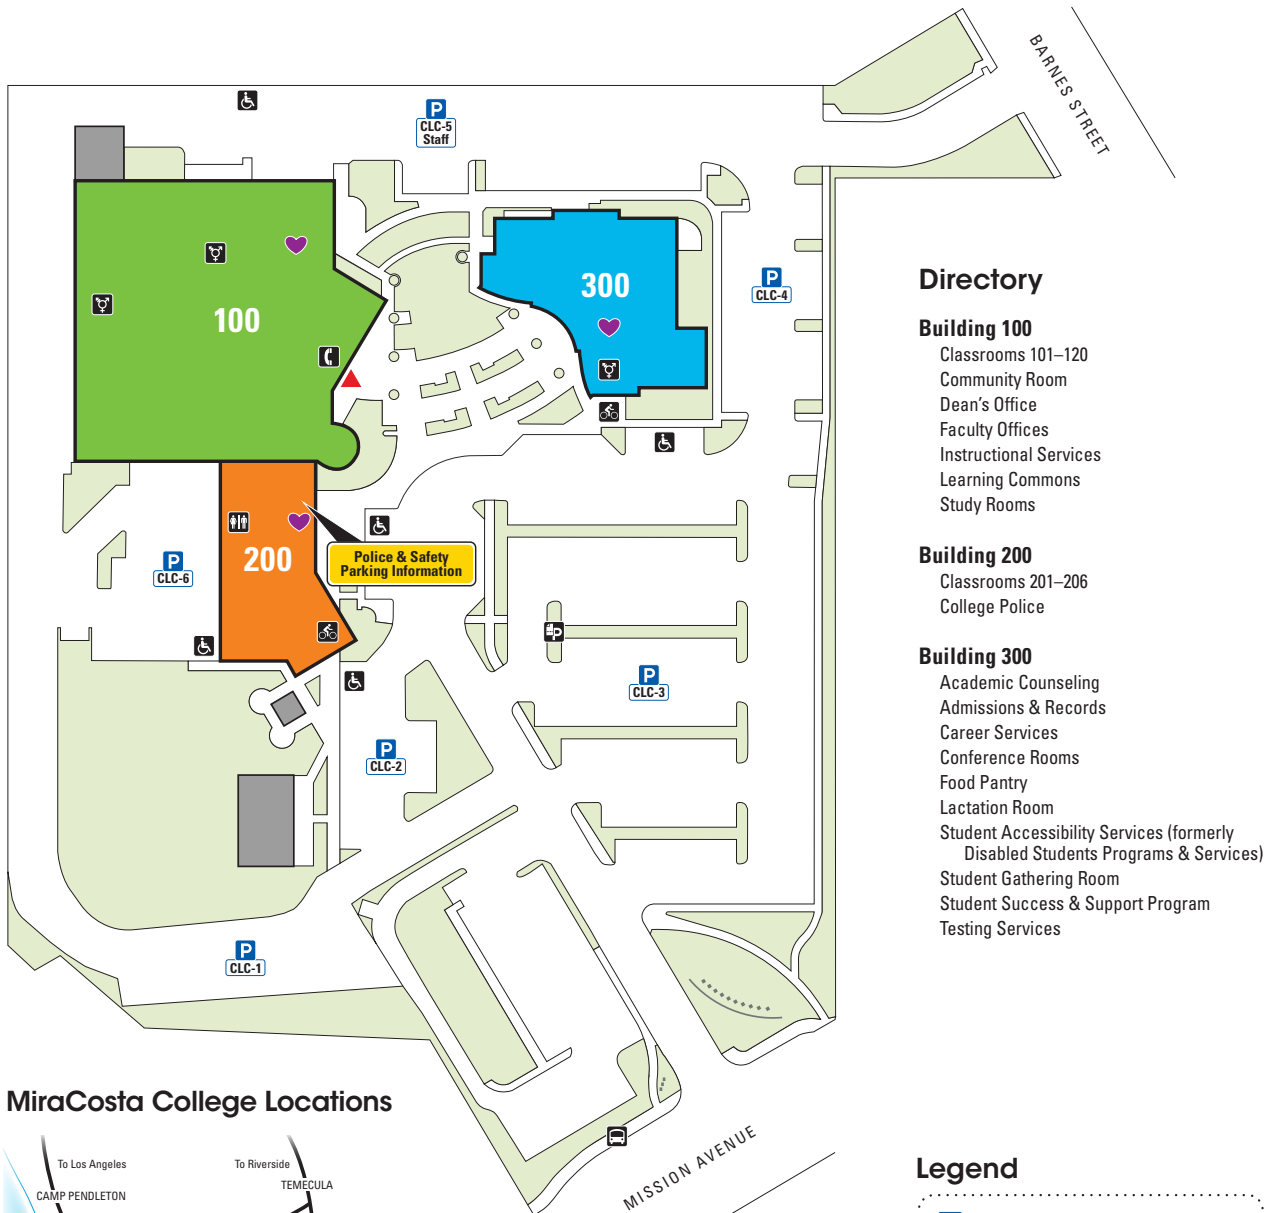 BARNES STREET
P
CLC-5
Staff
100
300
P
CLC-4
200
Police & Safety
Parking Information
P
CLC-6
P
P
CLC-3
P
CLC-2
P
CLC-1
MISSION AVENUE
Directory
Building 100
Classrooms 101–120
Community Room
Dean's Office
Faculty Offices
Instructional Services
Learning Commons
Study Rooms
Building 200
Classrooms 201–206
College Police
Building 300
Academic Counseling
Admissions & Records
Career Services
Conference Rooms
Food Pantry
Lactation Room
Student Accessibility Services (formerly
Disabled Students Programs & Services)
Student Gathering Room
Student Success & Support Program
Testing Services
MiraCosta College Locations
To Los Angeles
To Riverside
TEMECULA
CAMP PENDLETON
Legend